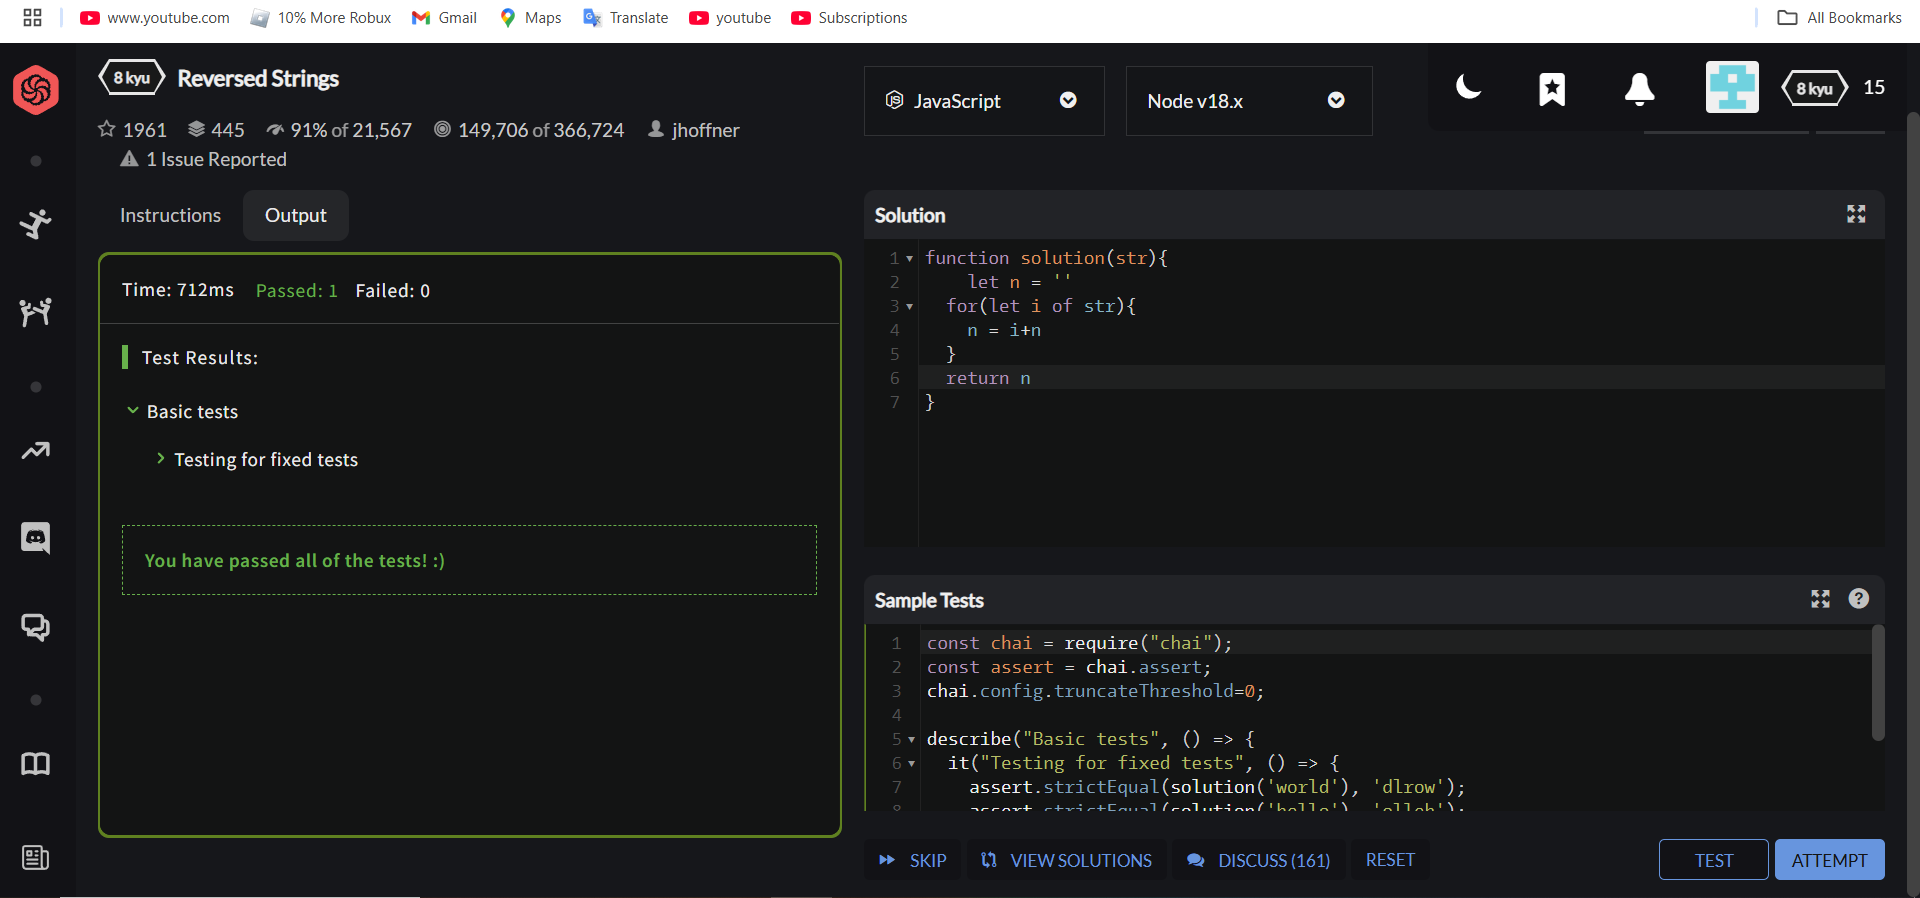 www.youtube.com 10% More Robux Gmail Maps Translate youtube Subscriptions All Bookmarks
8 kyu Reversed Strings
1961 445 91% of 21,567 149,706 of 366,724 jhoffner
1 Issue Reported
JavaScript Node v18.x
8 kyu 15
Instructions Output
Time: 712ms Passed: 1 Failed: 0
Test Results:
Basic tests
Testing for fixed tests
You have passed all of the tests! :)
Solution
1 function solution(str){
2 let n = ''
3 for(let i of str){
4 n = i+n
5 }
6 return n
7 }
Sample Tests
1 const chai = require("chai");
2 const assert = chai.assert;
3 chai.config.truncateThreshold=0;
4
5 describe("Basic tests", () => {
6 it("Testing for fixed tests", () => {
7 assert.strictEqual(solution('world'), 'dlrow');
8 assert.strictEqual(solution('hello'), 'olleh');
SKIP VIEW SOLUTIONS DISCUSS (161) RESET TEST ATTEMPT